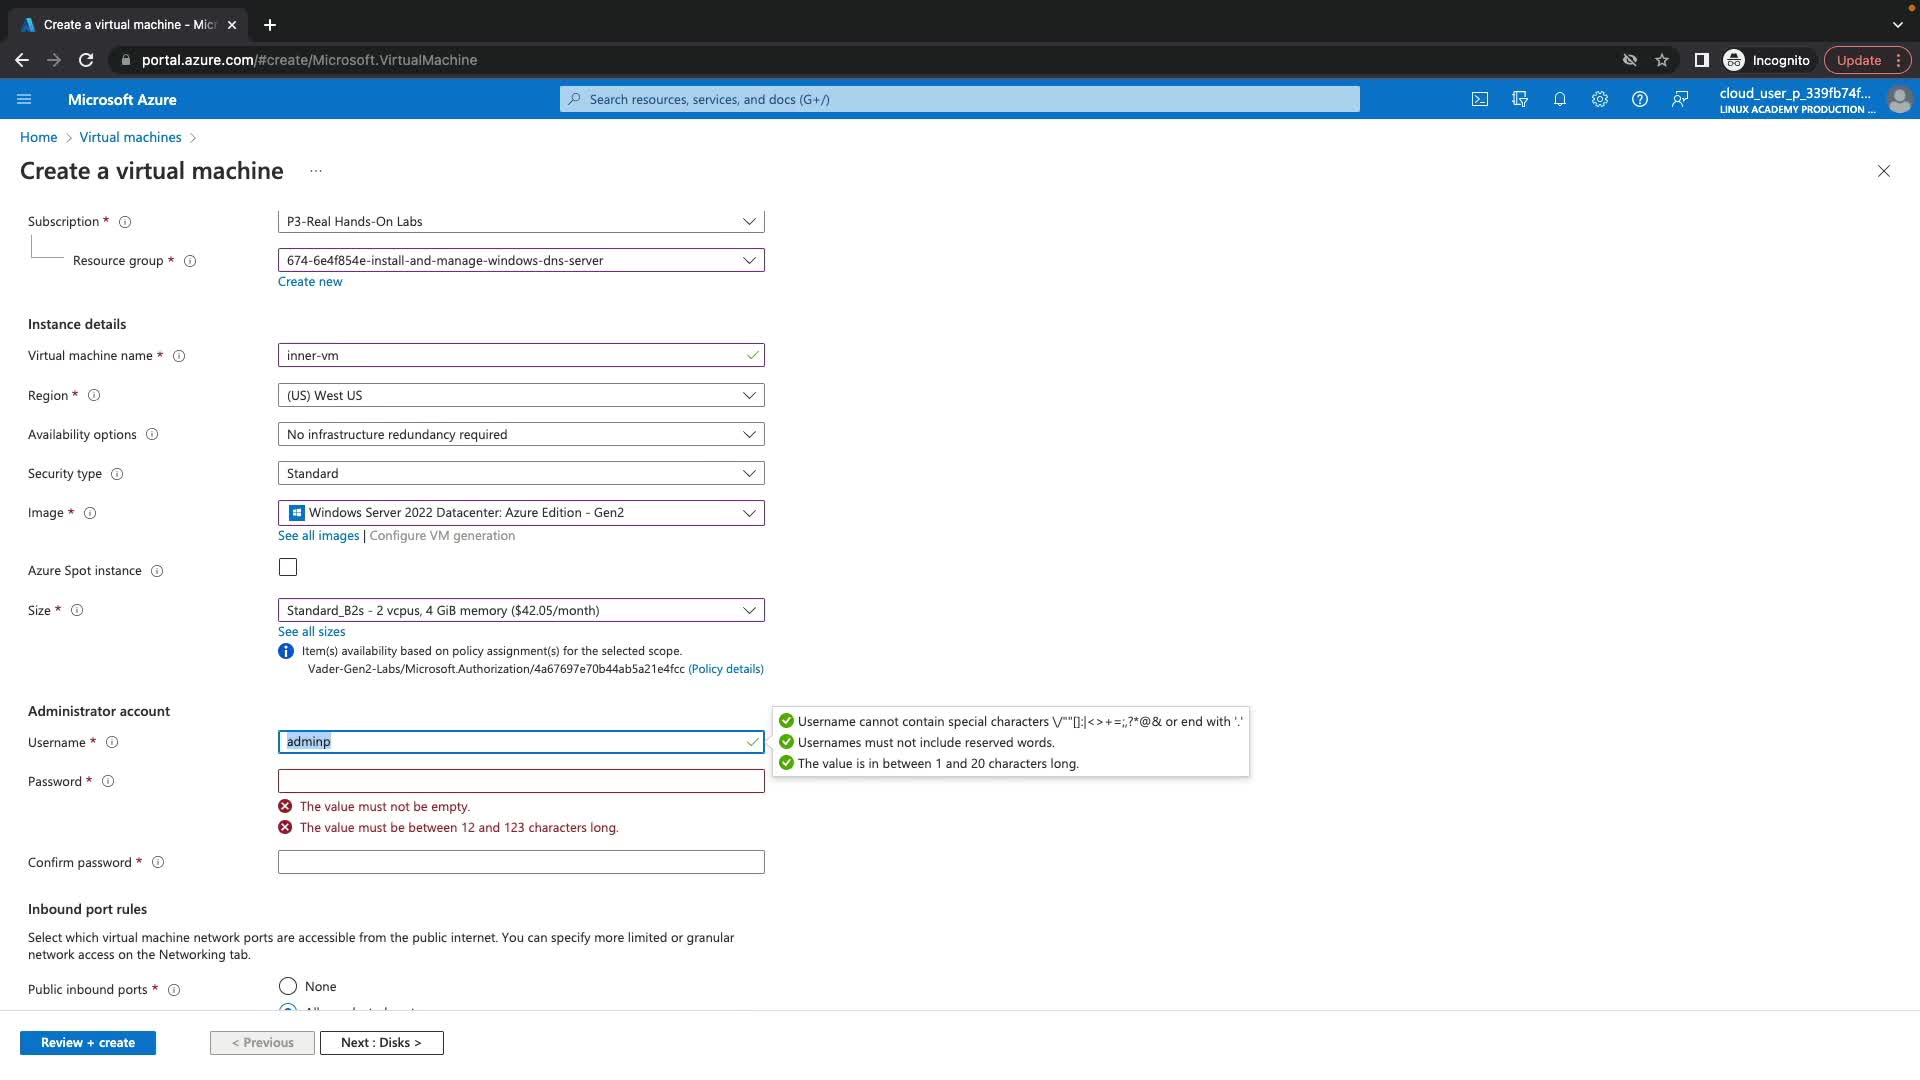 Create a virtual machine - Mic
portal.azure.com/#create/Microsoft.VirtualMachine
Incognito
Update
Microsoft Azure
Search resources, services, and docs (G+/)
cloud_user_p_339fb74f...
LINUX ACADEMY PRODUCTION ...
Home > Virtual machines >
Create a virtual machine ...
Subscription * P3-Real Hands-On Labs
Resource group * 674-6e4f854e-install-and-manage-windows-dns-server
Create new
Instance details
Virtual machine name * inner-vm
Region * (US) West US
Availability options No infrastructure redundancy required
Security type Standard
Image * Windows Server 2022 Datacenter: Azure Edition - Gen2
See all images | Configure VM generation
Azure Spot instance
Size * Standard_B2s - 2 vcpus, 4 GiB memory ($42.05/month)
See all sizes
Item(s) availability based on policy assignment(s) for the selected scope.
Vader-Gen2-Labs/Microsoft.Authorization/4a67697e70b44ab5a21e4fcc (Policy details)
Administrator account
Username cannot contain special characters \/""[]:|<>+=;,?*@& or end with '.'
Username * adminp
Usernames must not include reserved words.
The value is in between 1 and 20 characters long.
Password *
The value must not be empty.
The value must be between 12 and 123 characters long.
Confirm password *
Inbound port rules
Select which virtual machine network ports are accessible from the public internet. You can specify more limited or granular
network access on the Networking tab.
Public inbound ports * None
Review + create
< Previous
Next : Disks >